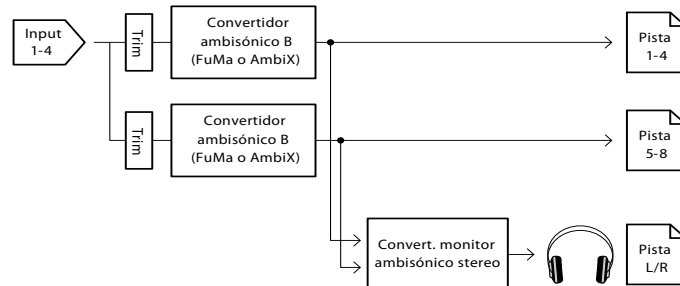 Input
1-4
Trim
Convertidor
ambisónico B
(FuMa o AmbiX)
Pista
1-4
Trim
Convertidor
ambisónico B
(FuMa o AmbiX)
Pista
5-8
Convert. monitor
ambisónico stereo
Pista
L/R